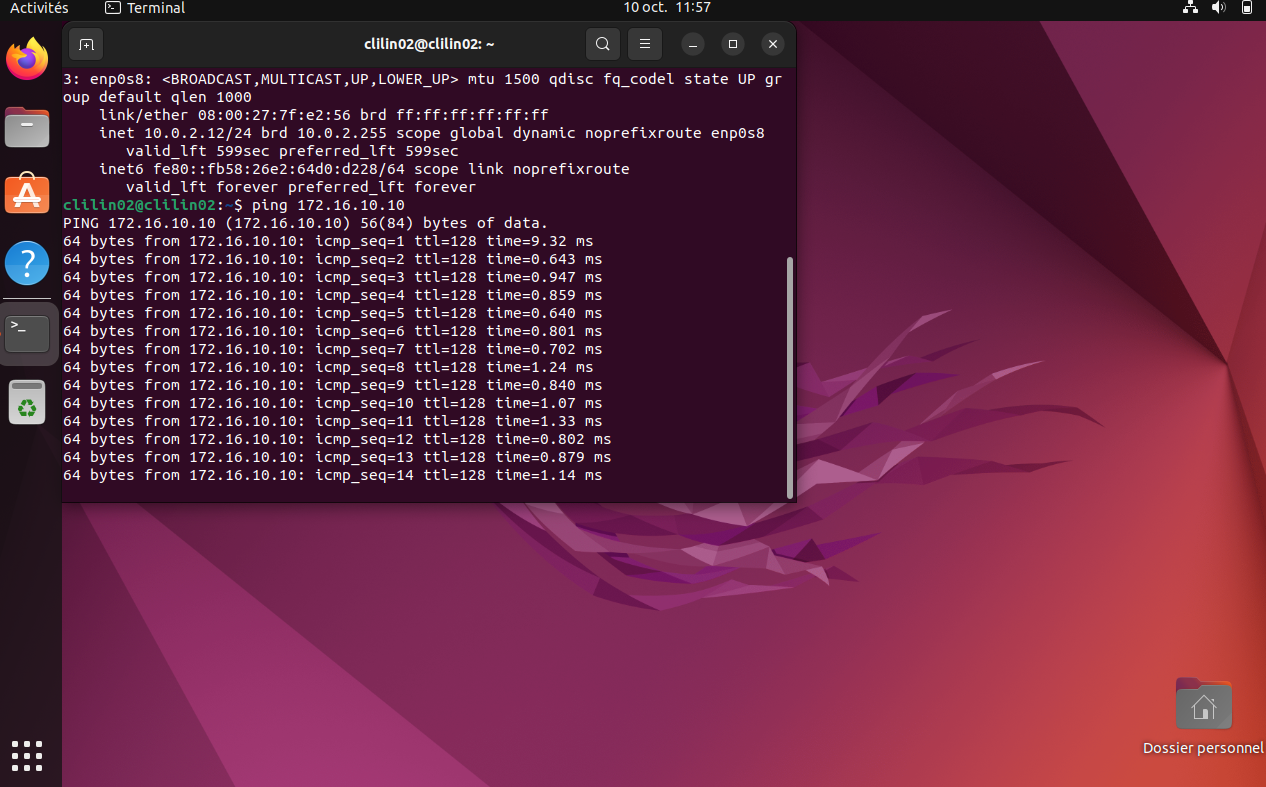 Activités
Terminal
10 oct. 11:57
clilin02@clilin02: ~
3: enp0s8: <BROADCAST,MULTICAST,UP,LOWER_UP> mtu 1500 qdisc fq_codel state UP gr
oup default qlen 1000
    link/ether 08:00:27:7f:e2:56 brd ff:ff:ff:ff:ff:ff
    inet 10.0.2.12/24 brd 10.0.2.255 scope global dynamic noprefixroute enp0s8
       valid_lft 599sec preferred_lft 599sec
    inet6 fe80::fb58:26e2:64d0:d228/64 scope link noprefixroute
       valid_lft forever preferred_lft forever
clilin02@clilin02:~$ ping 172.16.10.10
PING 172.16.10.10 (172.16.10.10) 56(84) bytes of data.
64 bytes from 172.16.10.10: icmp_seq=1 ttl=128 time=9.32 ms
64 bytes from 172.16.10.10: icmp_seq=2 ttl=128 time=0.643 ms
64 bytes from 172.16.10.10: icmp_seq=3 ttl=128 time=0.947 ms
64 bytes from 172.16.10.10: icmp_seq=4 ttl=128 time=0.859 ms
64 bytes from 172.16.10.10: icmp_seq=5 ttl=128 time=0.640 ms
64 bytes from 172.16.10.10: icmp_seq=6 ttl=128 time=0.801 ms
64 bytes from 172.16.10.10: icmp_seq=7 ttl=128 time=0.702 ms
64 bytes from 172.16.10.10: icmp_seq=8 ttl=128 time=1.24 ms
64 bytes from 172.16.10.10: icmp_seq=9 ttl=128 time=0.840 ms
64 bytes from 172.16.10.10: icmp_seq=10 ttl=128 time=1.07 ms
64 bytes from 172.16.10.10: icmp_seq=11 ttl=128 time=1.33 ms
64 bytes from 172.16.10.10: icmp_seq=12 ttl=128 time=0.802 ms
64 bytes from 172.16.10.10: icmp_seq=13 ttl=128 time=0.879 ms
64 bytes from 172.16.10.10: icmp_seq=14 ttl=128 time=1.14 ms
Dossier personnel